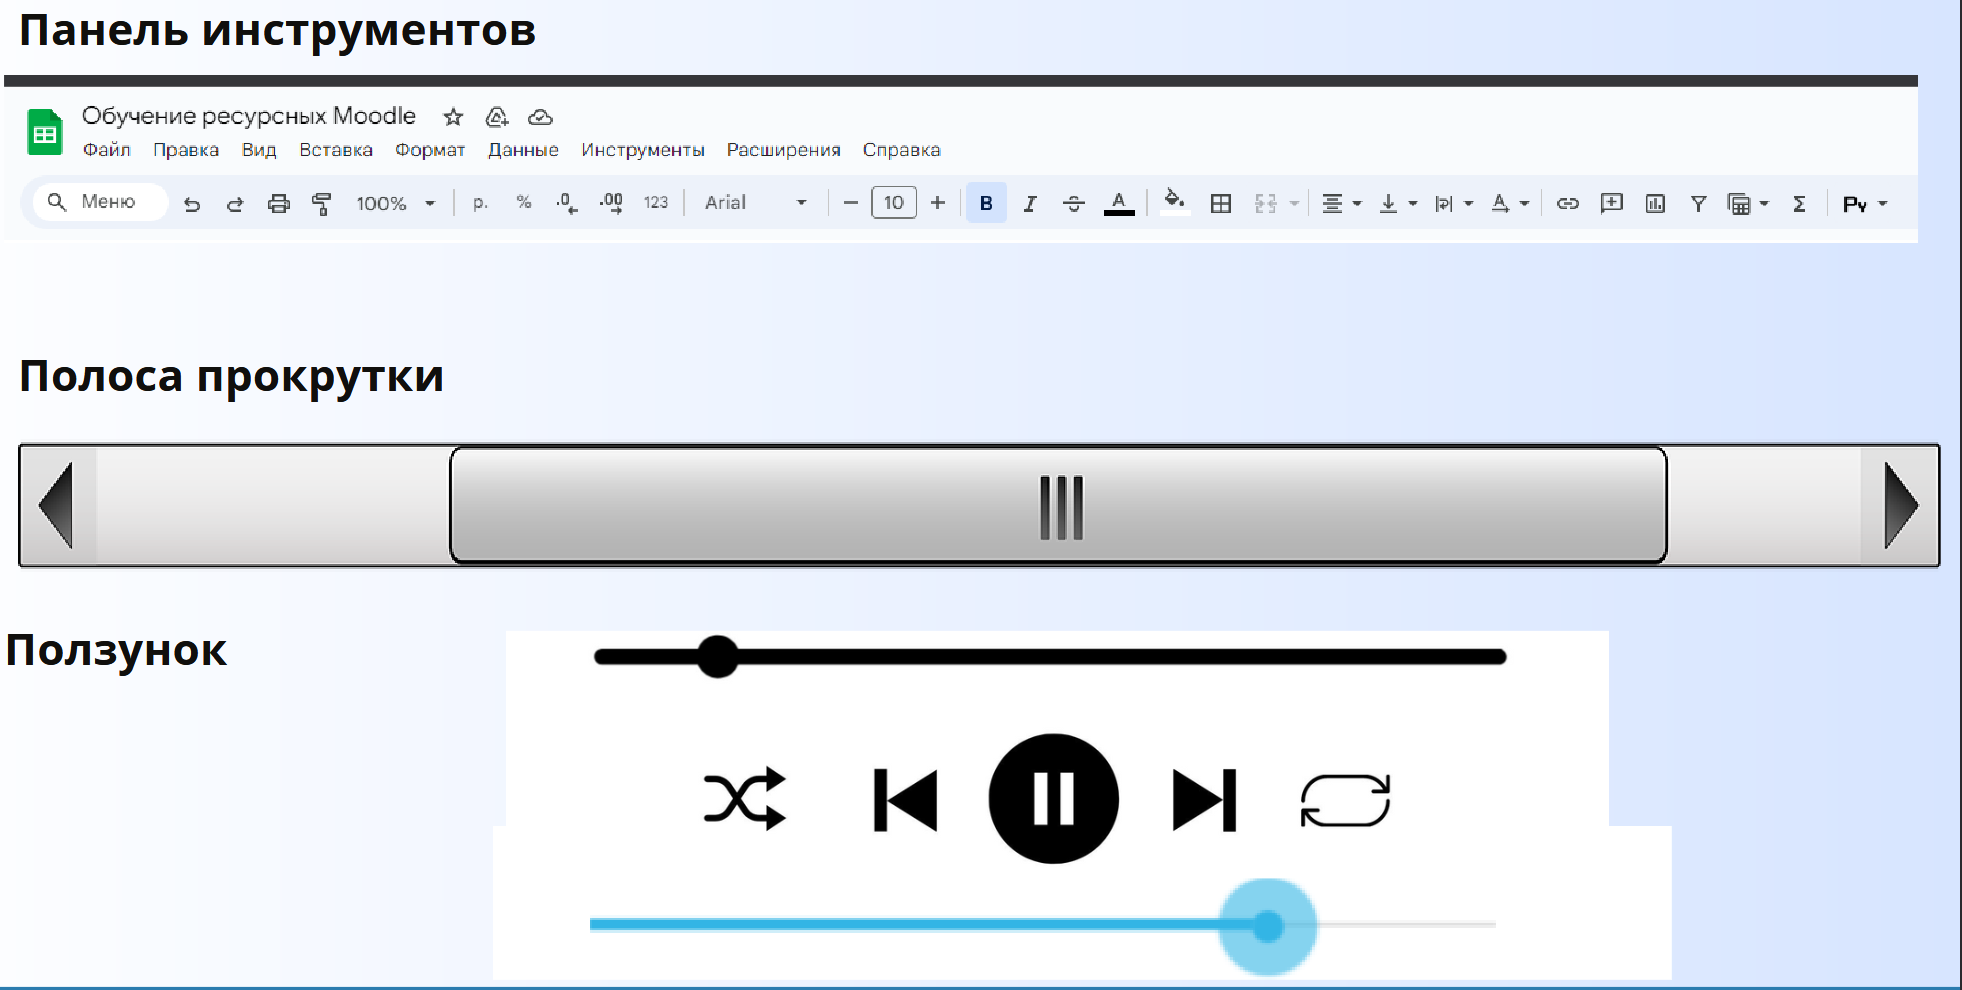 Панель инструментов
Обучение ресурсных Moodle
Файл Правка Вид Вставка Формат Данные Инструменты Расширения Справка
Меню 100% р. % .0 .00 123 Arial 10 B I S A A Σ Ру
Полоса прокрутки
Ползунок